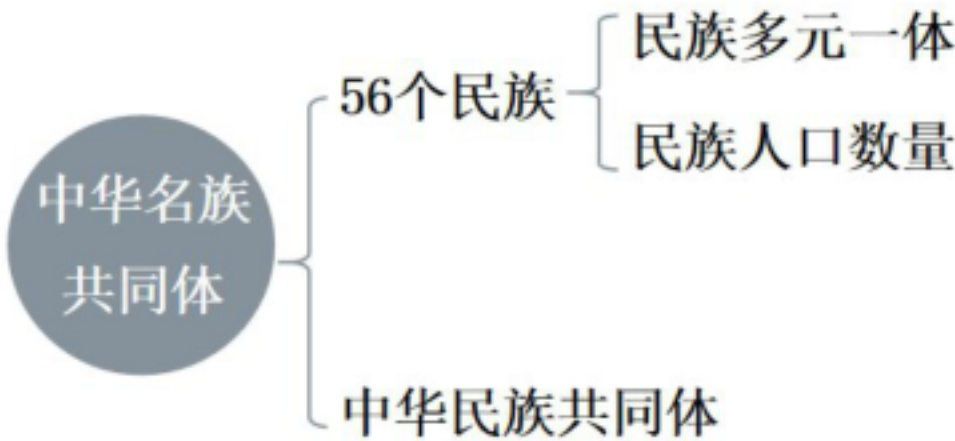 民族多元一体
56个民族
民族人口数量
中华名族
共同体
中华民族共同体